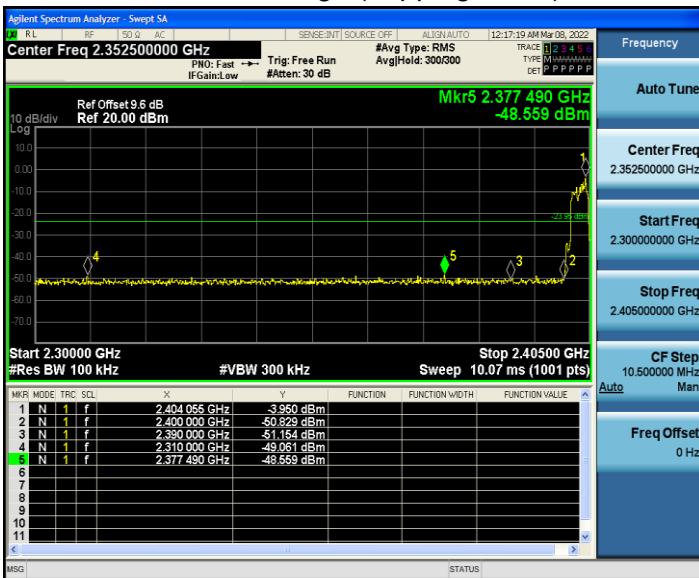 Agilent Spectrum Analyzer - Swept SA
RL RF 50 Ω AC SENSE:INT SOURCE OFF ALIGN AUTO 12:17:19 AM Mar 08, 2022
Center Freq 2.352500000 GHz #Avg Type: RMS TRACE 1 2 3 4 5 6
PNO: Fast Trig: Free Run Avg|Hold: 300/300 TYPE M
IFGain:Low #Atten: 30 dB DET P P P P P P
Frequency
Auto Tune
Center Freq
2.352500000 GHz
Start Freq
2.300000000 GHz
Stop Freq
2.405000000 GHz
CF Step
10.500000 MHz
Auto Man
Freq Offset
0 Hz
Mkr5 2.377 490 GHz
-48.559 dBm
Ref Offset 9.6 dB
10 dB/div Ref 20.00 dBm
Log
10.0
0.00
-10.0
-20.0
-30.0
-40.0
-50.0
-60.0
-70.0
1
-23.95 dBm
4
5
3
2
Start 2.30000 GHz Stop 2.40500 GHz
#Res BW 100 kHz #VBW 300 kHz Sweep 10.07 ms (1001 pts)
MKR MODE TRC SCL X Y FUNCTION FUNCTION WIDTH FUNCTION VALUE
1 N 1 f 2.404 055 GHz -3.950 dBm
2 N 1 f 2.400 000 GHz -50.829 dBm
3 N 1 f 2.390 000 GHz -51.154 dBm
4 N 1 f 2.310 000 GHz -49.061 dBm
5 N 1 f 2.377 490 GHz -48.559 dBm
6
7
8
9
10
11
MSG STATUS